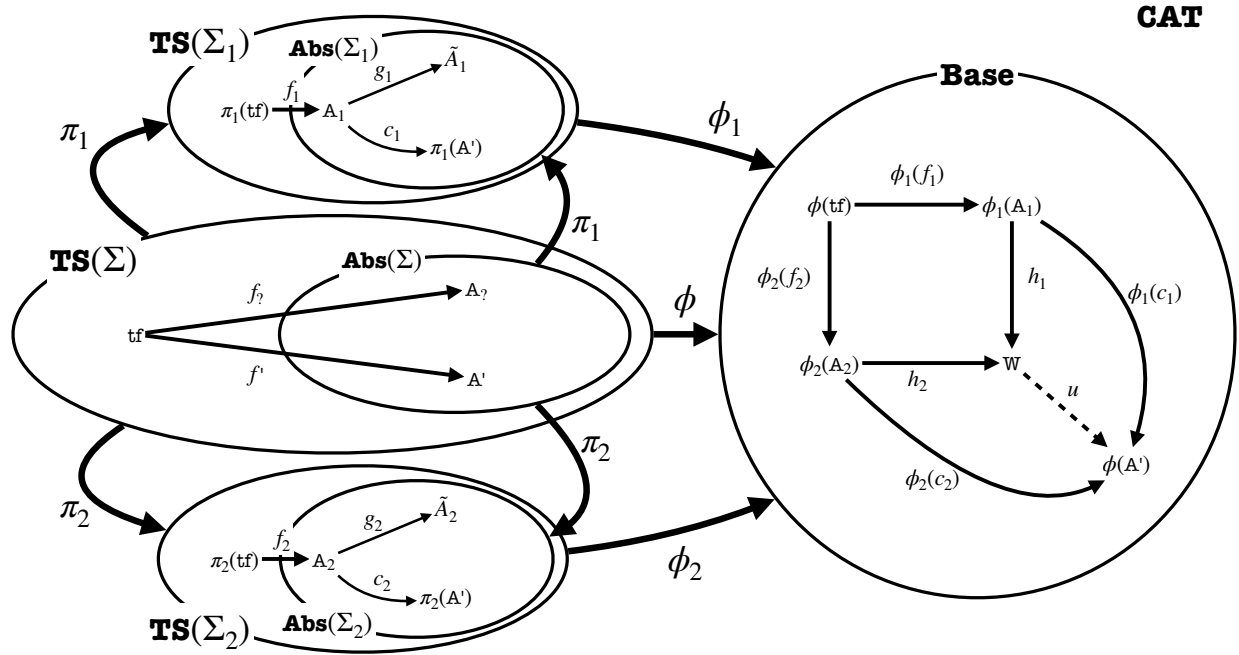 CAT
TS(Σ₁)
Abs(Σ₁)
Ã₁
g₁
f₁
π₁(tf)
A₁
c₁
π₁(A')
π₁
ϕ₁
Base
π₁
TS(Σ)
Abs(Σ)
f?
A?
tf
f'
A'
ϕ
π₂
π₂
ϕ₁(f₁)
ϕ(tf)
ϕ₁(A₁)
ϕ₂(f₂)
h₁
ϕ₁(c₁)
ϕ₂(A₂)
h₂
W
u
ϕ₂(c₂)
ϕ(A')
Ã₂
g₂
f₂
π₂(tf)
A₂
c₂
π₂(A')
ϕ₂
TS(Σ₂)
Abs(Σ₂)